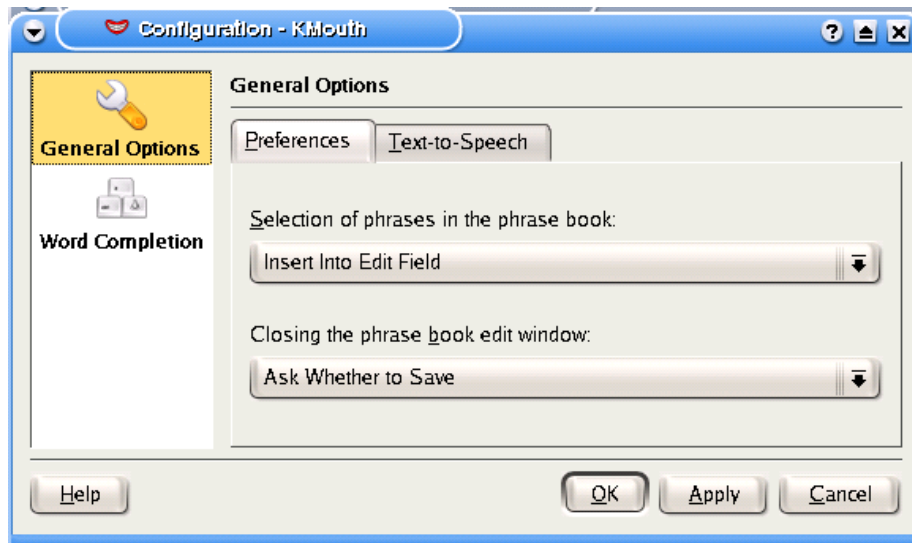 Configuration - KMouth
General Options
General Options
Word Completion
Preferences
Text-to-Speech
Selection of phrases in the phrase book:
Insert Into Edit Field
Closing the phrase book edit window:
Ask Whether to Save
Help
OK
Apply
Cancel